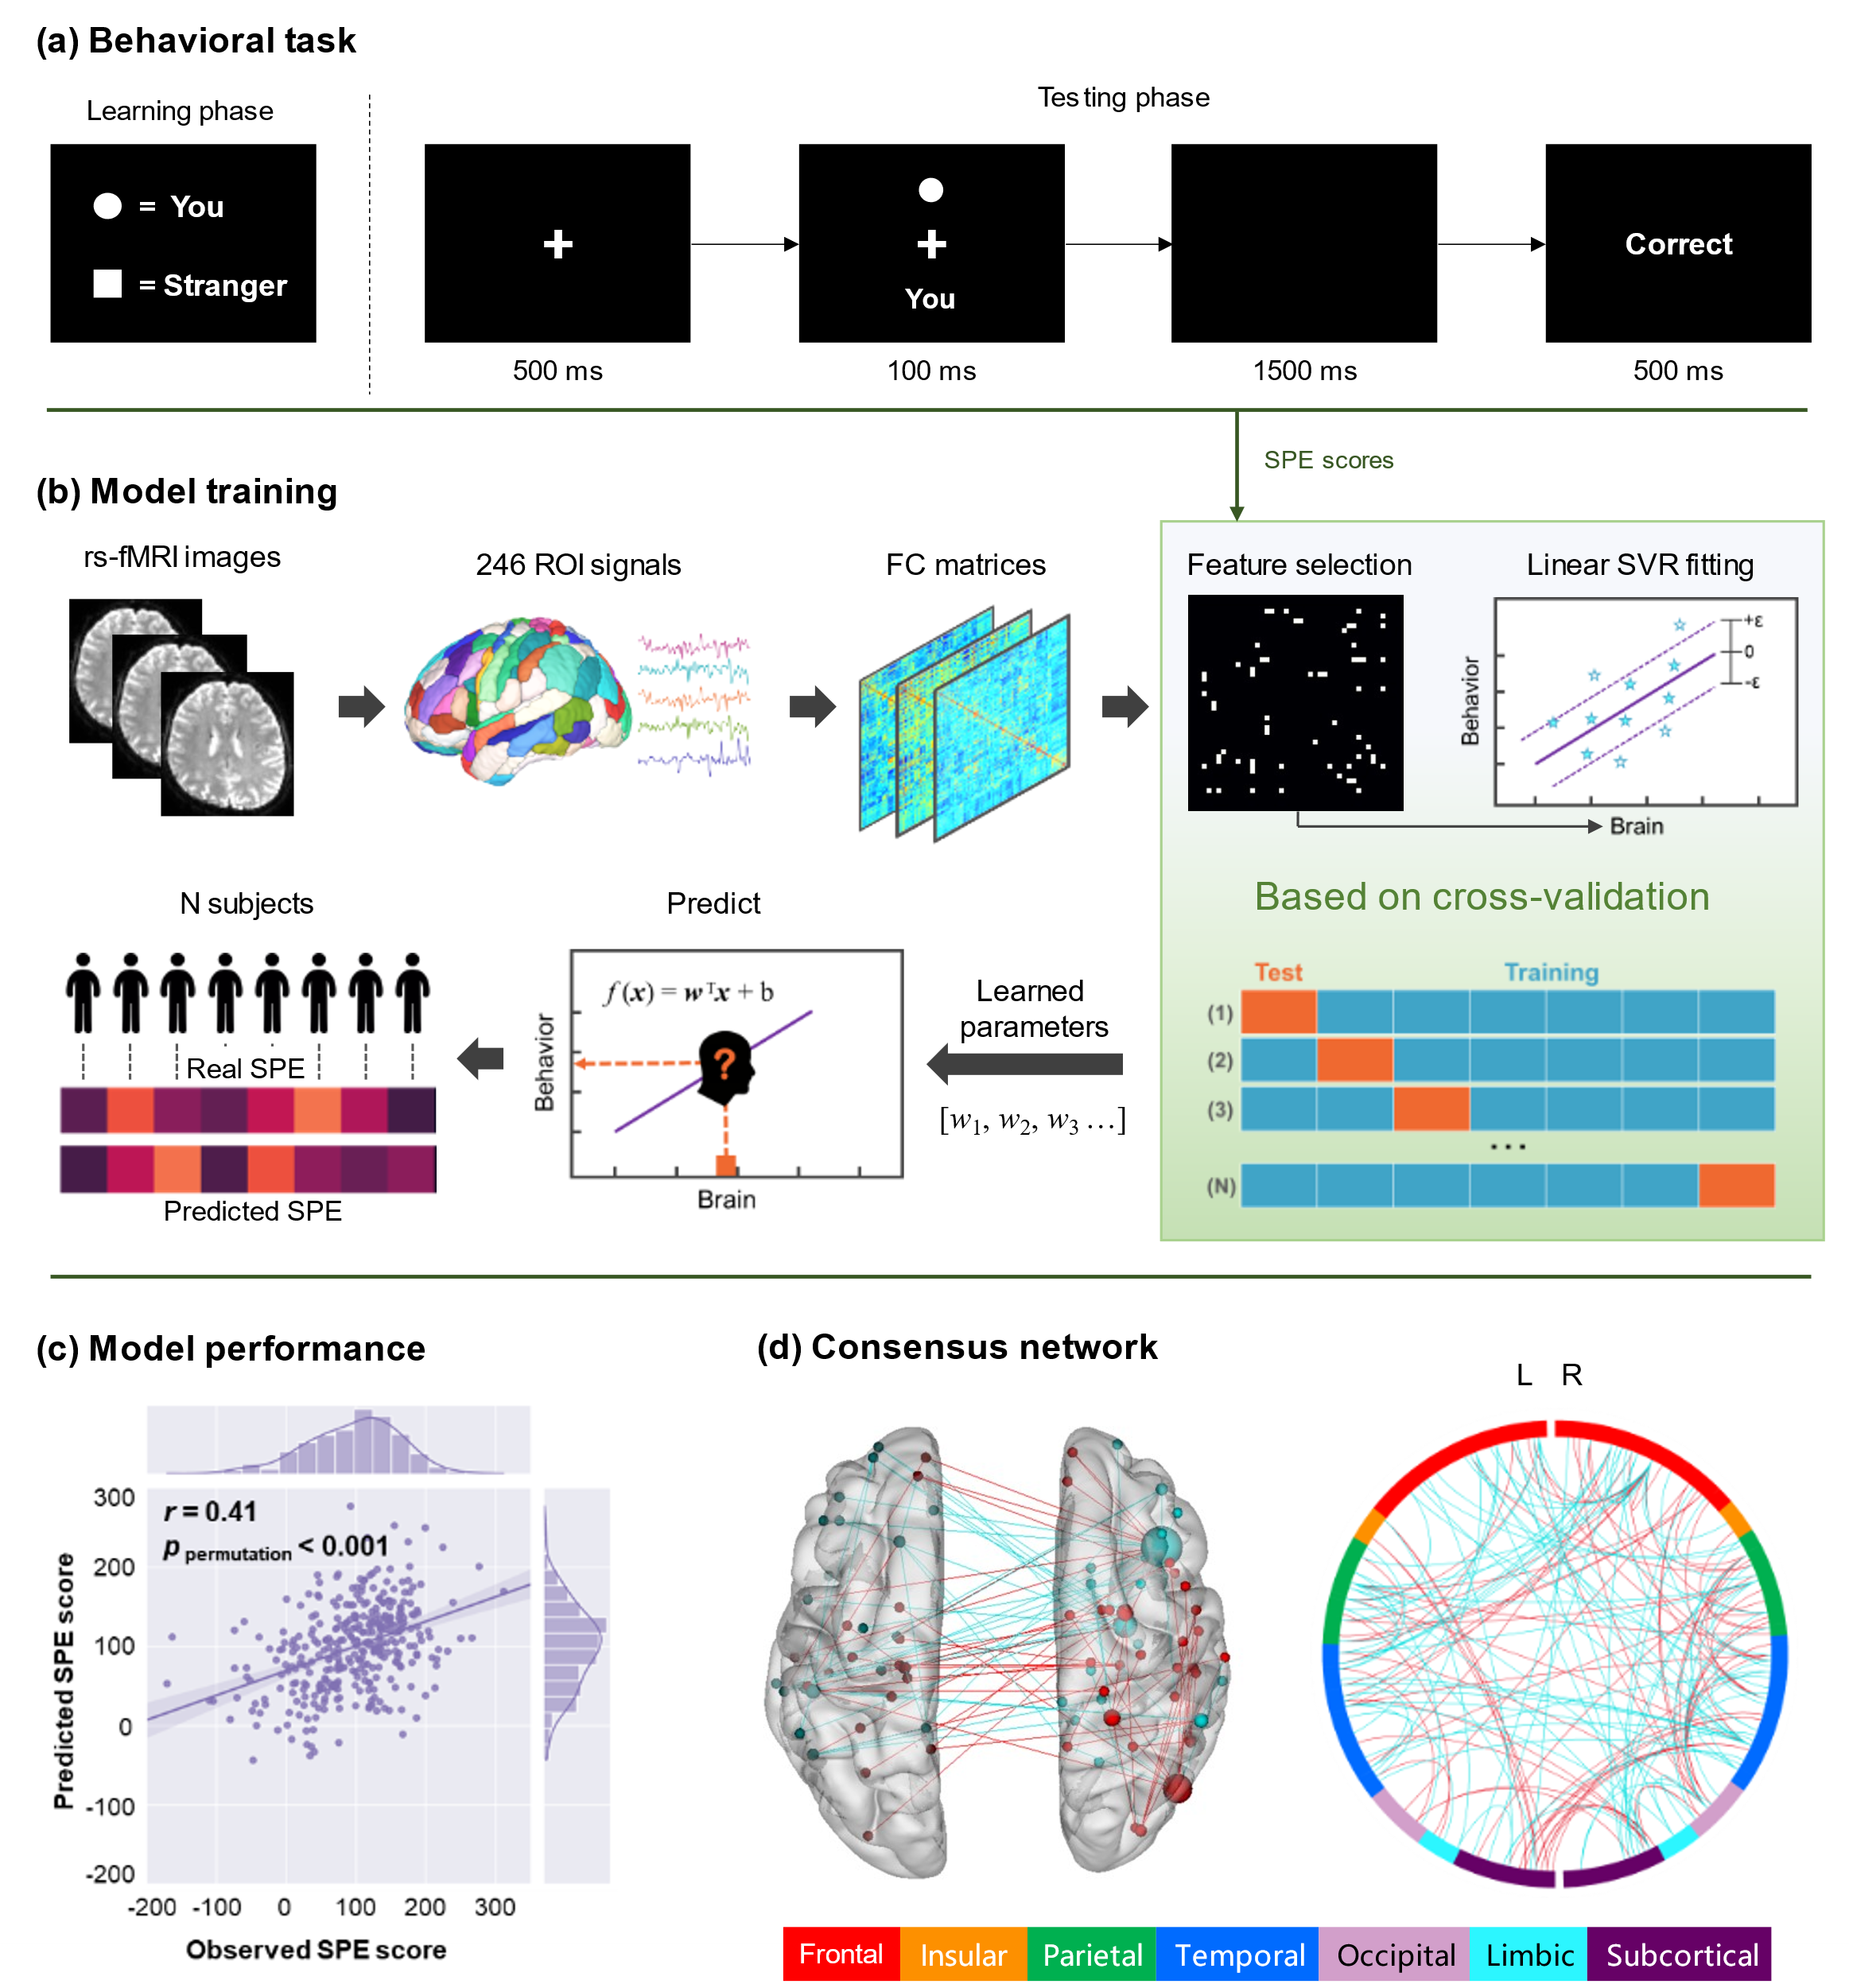 (a) Behavioral task
Learning phase
Testing phase
= You
= Stranger
+
+
You
Correct
500 ms
100 ms
1500 ms
500 ms
SPE scores
(b) Model training
rs-fMRI images
246 ROI signals
FC matrices
Feature selection
Linear SVR fitting
+ε
0
-ε
Behavior
Brain
Based on cross-validation
Test
Training
(1)
(2)
(3)
...
(N)
Learned
parameters
[w1, w2, w3 …]
Predict
f(x) = wᵀx + b
?
Behavior
Brain
N subjects
Real SPE
Predicted SPE
(c) Model performance
r = 0.41
p permutation < 0.001
Predicted SPE score
300
200
100
0
-100
-200
-200 -100 0 100 200 300
Observed SPE score
(d) Consensus network
L R
Frontal Insular Parietal Temporal Occipital Limbic Subcortical